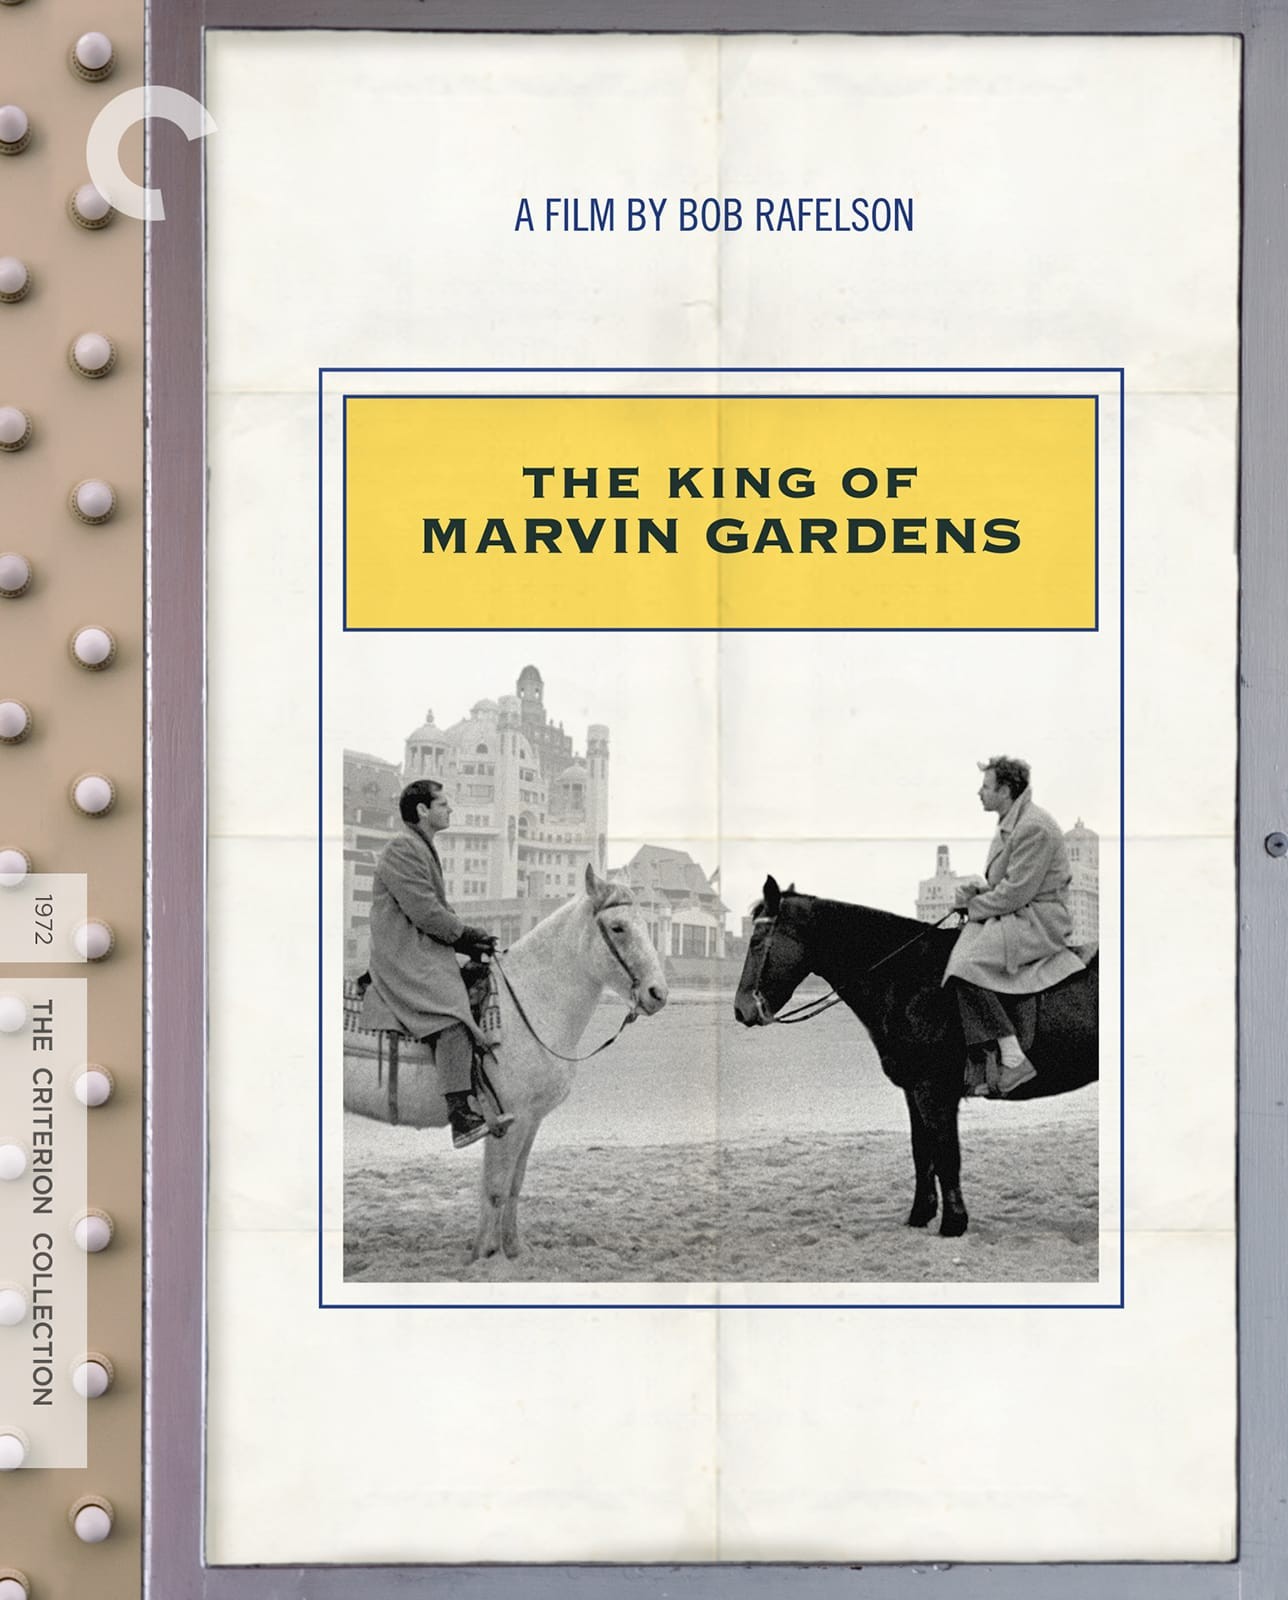 A FILM BY BOB RAFELSON
THE KING OF
MARVIN GARDENS
1972
THE CRITERION COLLECTION